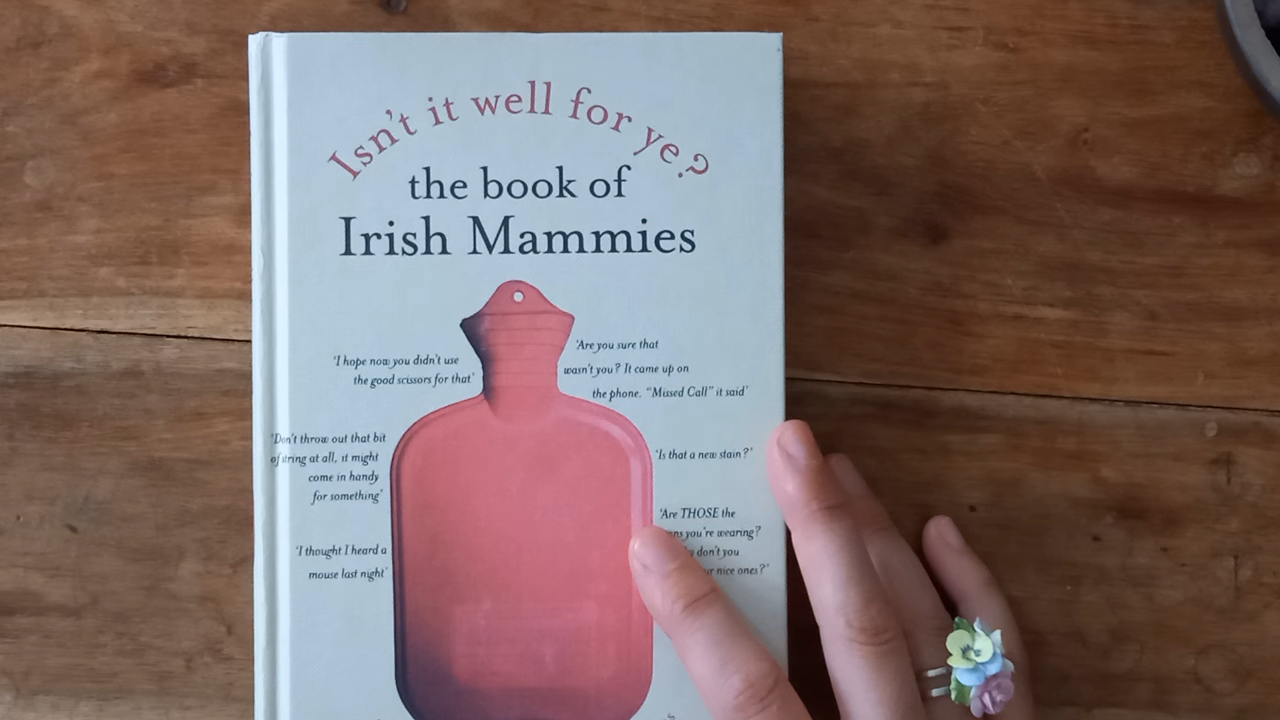 Isn't it well for ye?
the book of
Irish Mammies
'I hope now you didn't use
the good scissors for that'
'Are you sure that
wasn't you? It came up on
the phone. "Missed Call" it said'
'Don't throw out that bit
of string at all, it might
come in handy
for something'
'Is that a new stain?'
'I thought I heard a
mouse last night'
'Are THOSE the
you're wearing?
don't you
nice ones?'